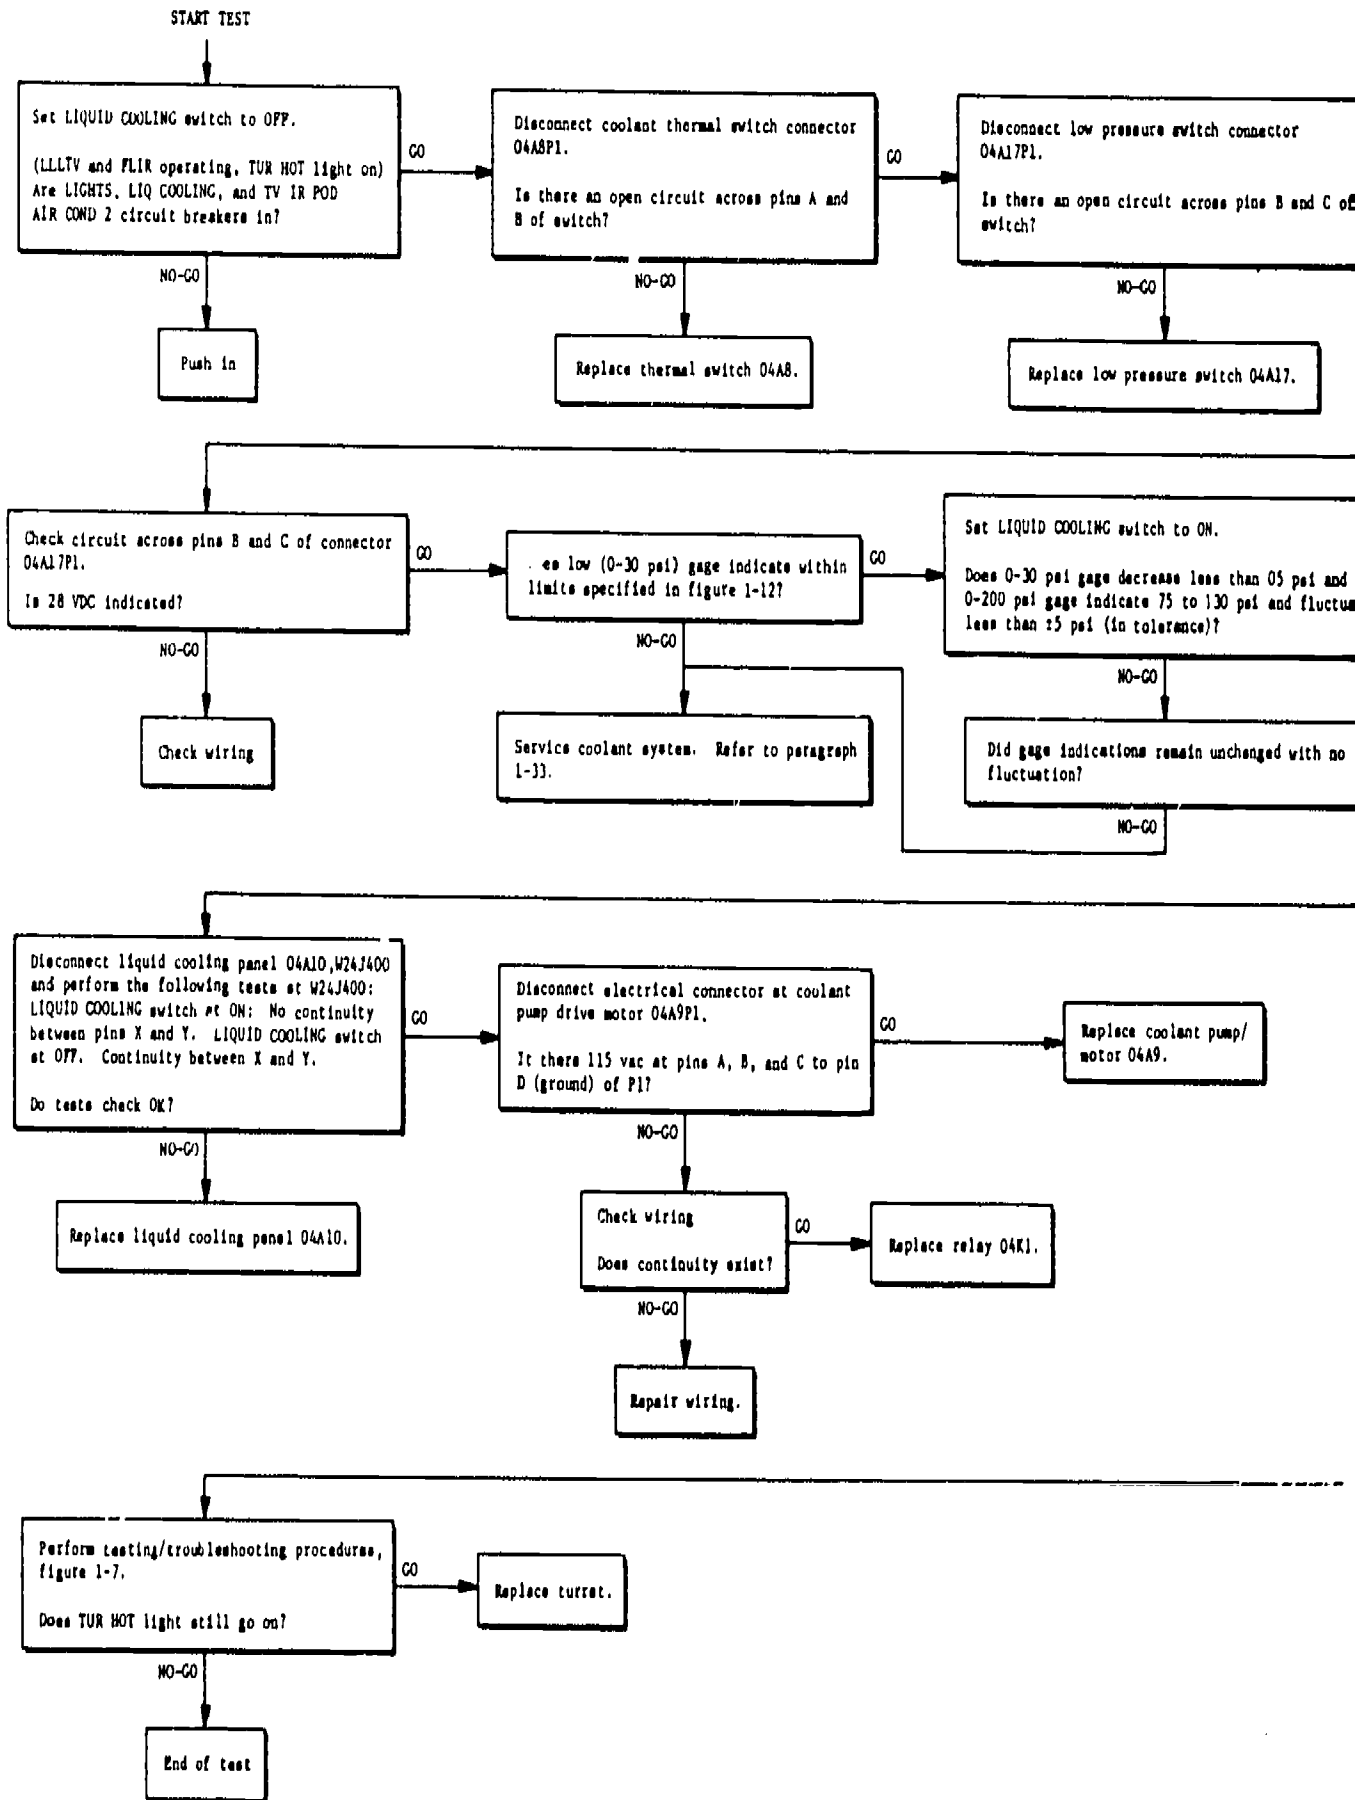 START TEST
Set LIQUID COOLING switch to OFF.
(LLLTV and FLIR operating, TUR HOT light on)
Are LIGHTS, LIQ COOLING, and TV IR POD
AIR COND 2 circuit breakers in?
GO
NO-GO
Push in
Disconnect coolant thermal switch connector
04A8P1.
Is there an open circuit across pins A and
B of switch?
GO
NO-GO
Replace thermal switch 04A8.
Disconnect low pressure switch connector
04A17P1.
Is there an open circuit across pins B and C of
switch?
NO-GO
Replace low pressure switch 04A17.
Check circuit across pins B and C of connector
04A17P1.
Is 28 VDC indicated?
GO
NO-GO
Check wiring
es low (0-30 psi) gage indicate within
limits specified in figure 1-12?
GO
NO-GO
Service coolant system. Refer to paragraph
1-33.
Set LIQUID COOLING switch to ON.
Does 0-30 psi gage decrease less than 05 psi and
0-200 psi gage indicate 75 to 130 psi and fluctua
less than ±5 psi (in tolerance)?
NO-GO
Did gage indications remain unchanged with no
fluctuation?
NO-GO
Disconnect liquid cooling panel 04A10,W24J400
and perform the following tests at W24J400:
LIQUID COOLING switch at ON: No continuity
between pins X and Y. LIQUID COOLING switch
at OFF. Continuity between X and Y.
Do tests check OK?
GO
NO-GO
Replace liquid cooling panel 04A10.
Disconnect electrical connector at coolant
pump drive motor 04A9P1.
It there 115 vac at pins A, B, and C to pin
D (ground) of P1?
GO
Replace coolant pump/
motor 04A9.
NO-GO
Check wiring
Does continuity exist?
GO
Replace relay 04K1.
NO-GO
Repair wiring.
Perform testing/troubleshooting procedures,
figure 1-7.
Does TUR HOT light still go on?
GO
Replace turret.
NO-GO
End of test